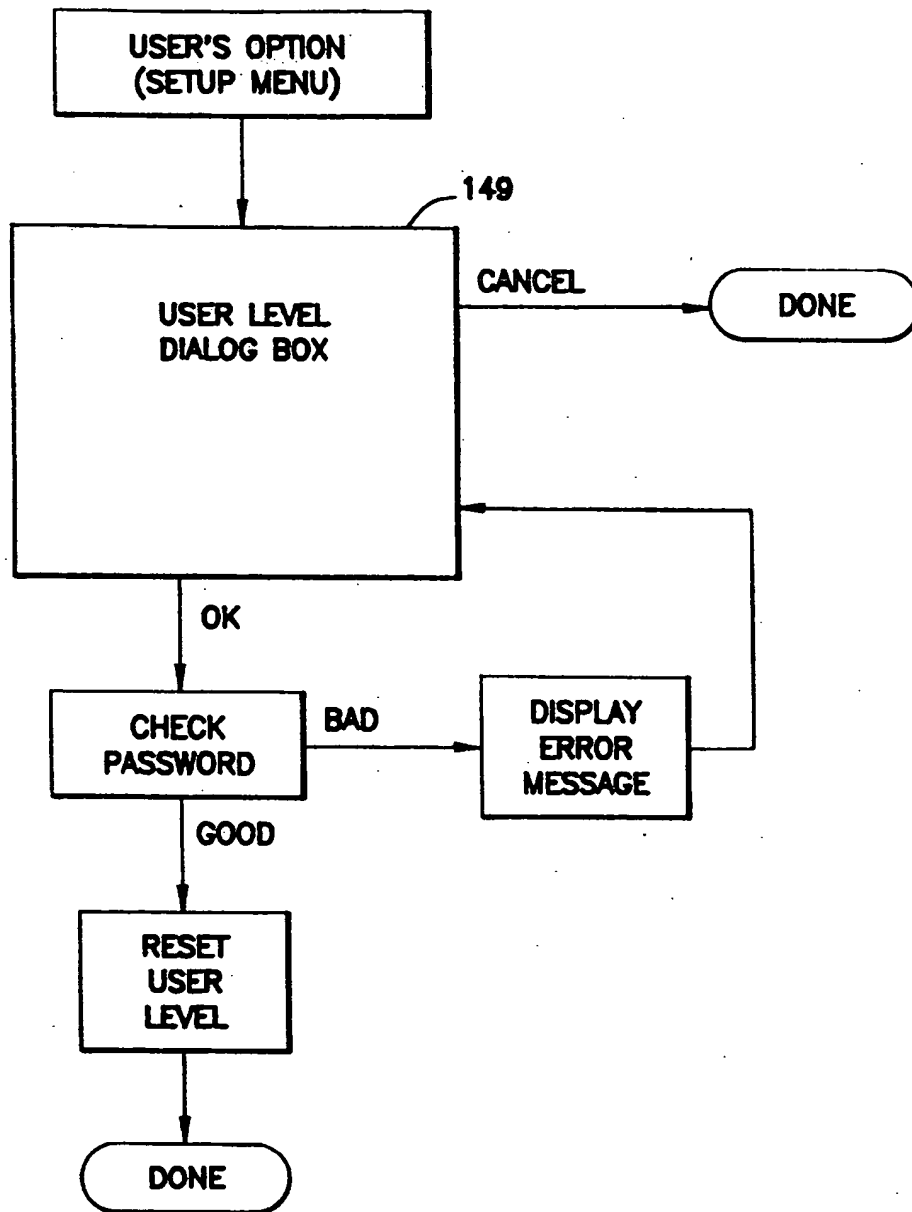 USER'S OPTION
(SETUP MENU)
149
USER LEVEL
DIALOG BOX
CANCEL
DONE
OK
CHECK
PASSWORD
BAD
DISPLAY
ERROR
MESSAGE
GOOD
RESET
USER
LEVEL
DONE